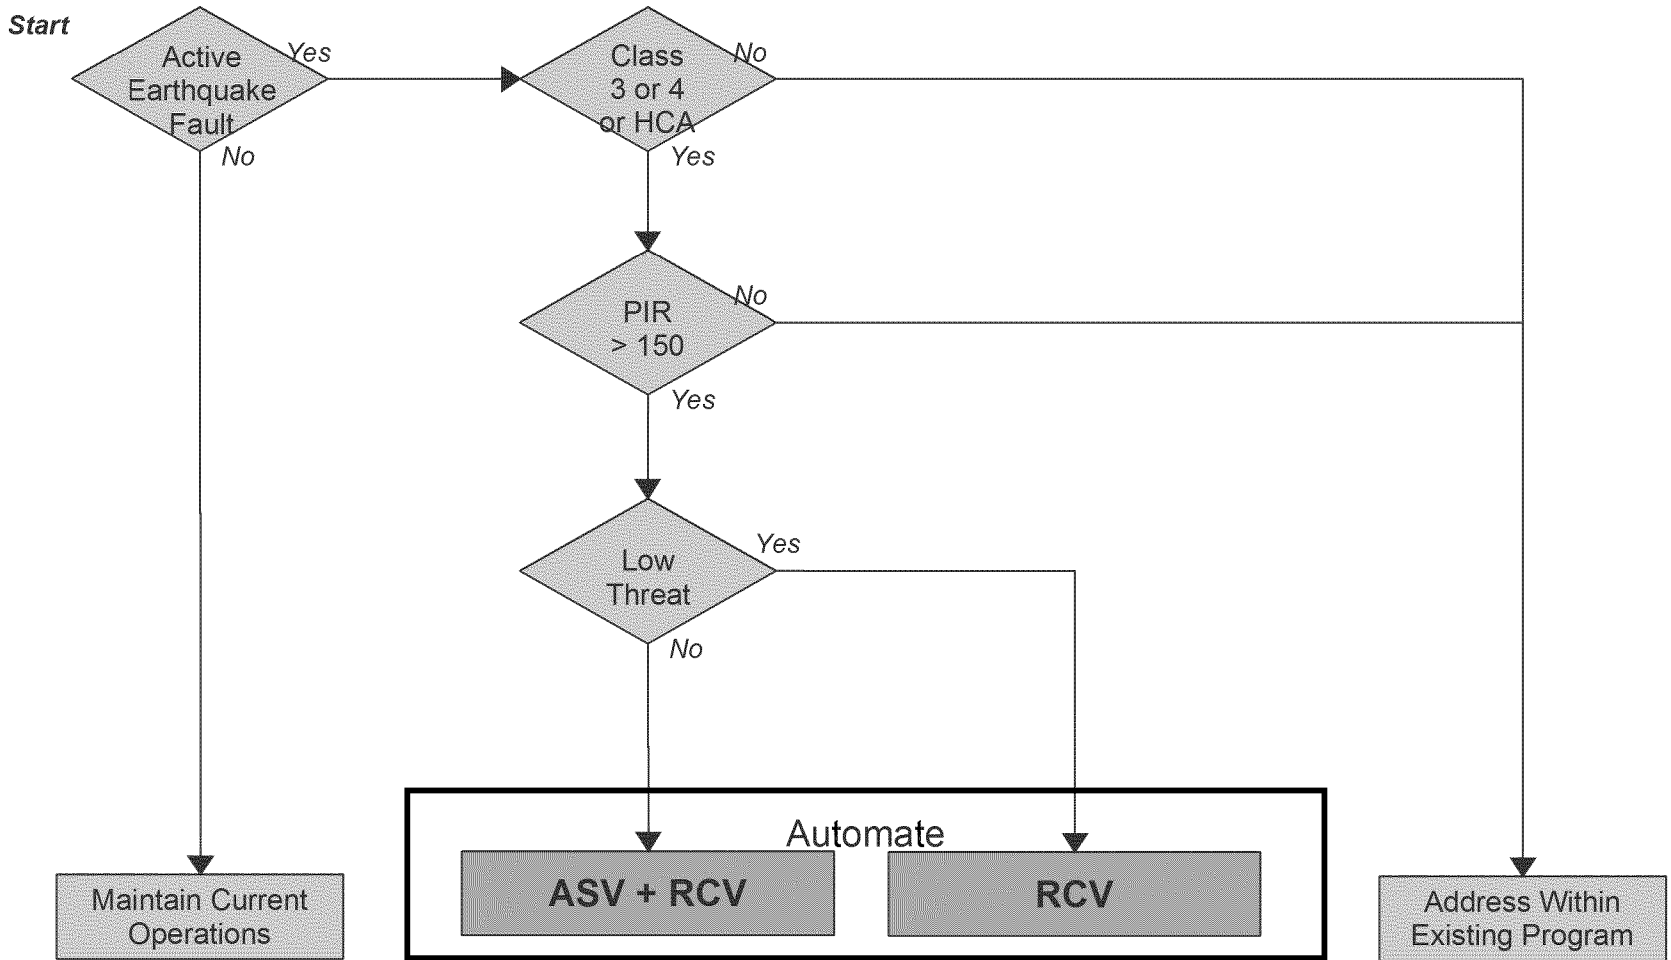 Start
Active
Earthquake
Fault
Yes
No
Class
3 or 4
or HCA
No
Yes
PIR
> 150
No
Yes
Low
Threat
Yes
No
Automate
ASV + RCV
RCV
Maintain Current
Operations
Address Within
Existing Program